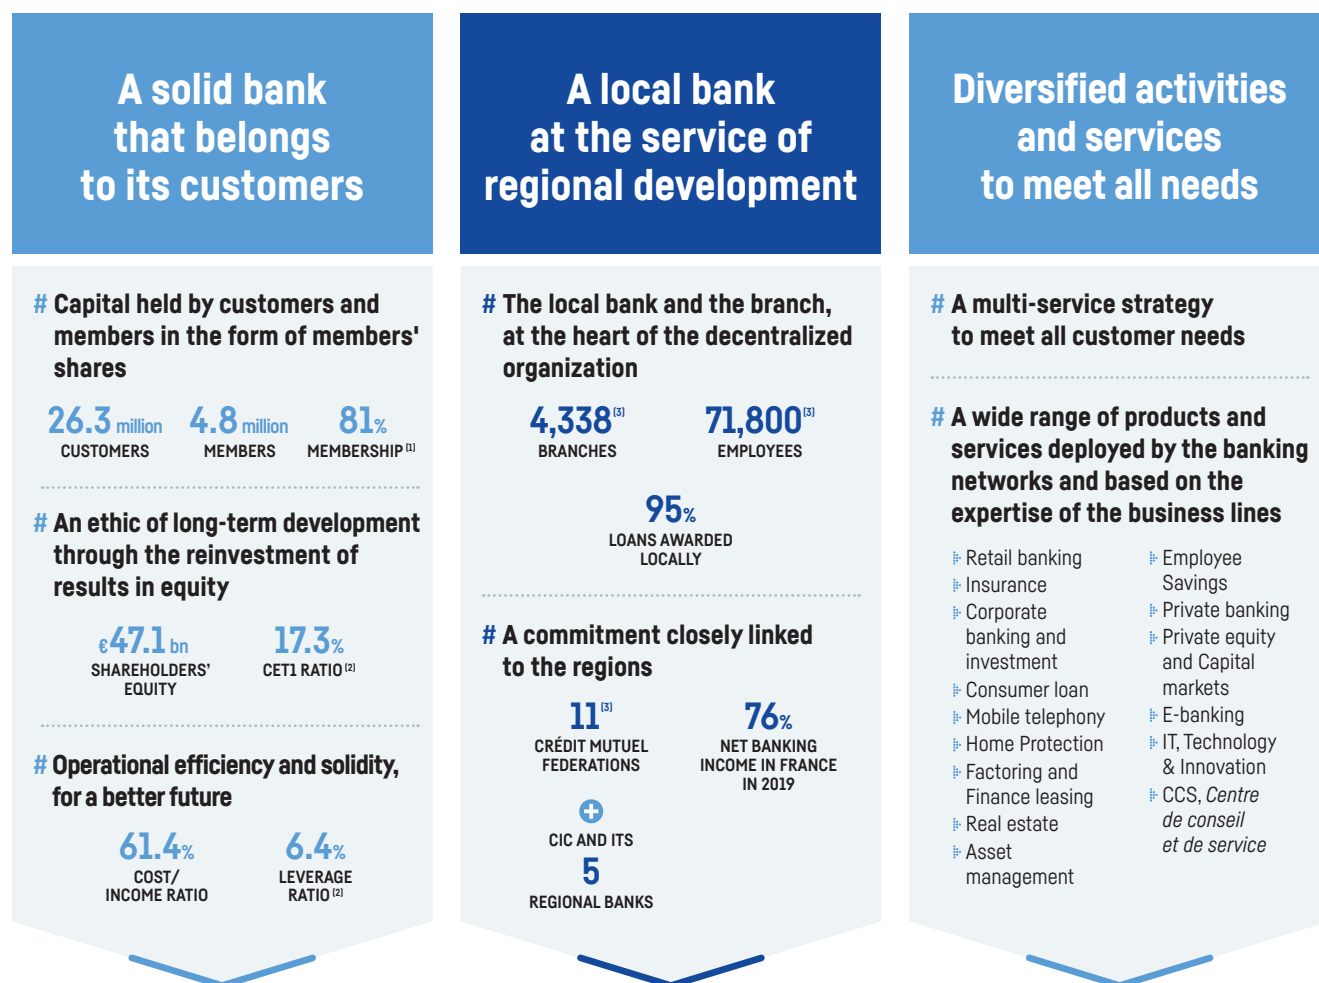 A solid bank
that belongs
to its customers
# Capital held by customers and
members in the form of members'
shares
26.3 million
CUSTOMERS
4.8 million
MEMBERS
81%
MEMBERSHIP (1)
# An ethic of long-term development
through the reinvestment of
results in equity
€47.1 bn
SHAREHOLDERS’
EQUITY
17.3%
CET1 RATIO (2)
# Operational efficiency and solidity,
for a better future
61.4%
COST/
INCOME RATIO
6.4%
LEVERAGE
RATIO (2)
A local bank
at the service of
regional development
# The local bank and the branch,
at the heart of the decentralized
organization
4,338 (3)
BRANCHES
71,800 (3)
EMPLOYEES
95%
LOANS AWARDED
LOCALLY
# A commitment closely linked
to the regions
11 (3)
CRÉDIT MUTUEL
FEDERATIONS
+
CIC AND ITS
5
REGIONAL BANKS
76%
NET BANKING
INCOME IN FRANCE
IN 2019
Diversified activities
and services
to meet all needs
# A multi-service strategy
to meet all customer needs
# A wide range of products and
services deployed by the banking
networks and based on the
expertise of the business lines
Retail banking
Insurance
Corporate
banking and
investment
Consumer loan
Mobile telephony
Home Protection
Factoring and
Finance leasing
Real estate
Asset
management
Employee
Savings
Private banking
Private equity
and Capital
markets
E-banking
IT, Technology
& Innovation
CCS, Centre
de conseil
et de service